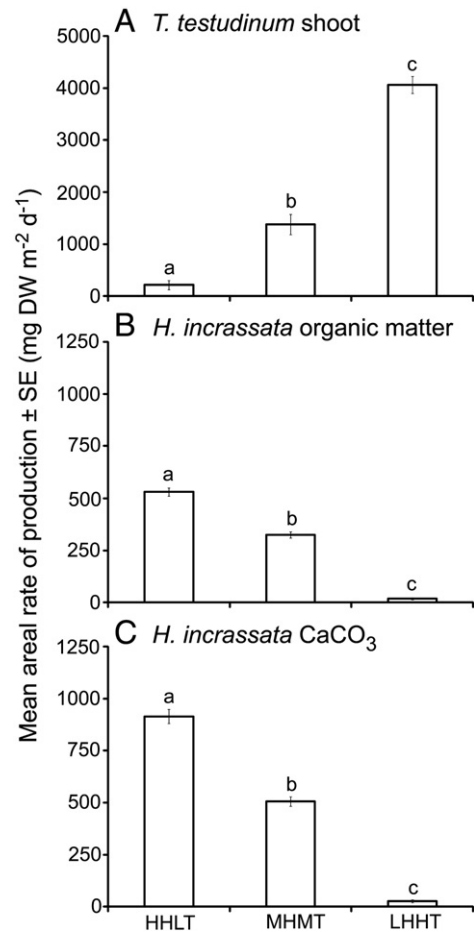 A T. testudinum shoot
5000
4000
3000
2000
1000
0
a
b
c
B H. incrassata organic matter
1250
1000
750
500
250
0
a
b
c
C H. incrassata CaCO₃
1250
1000
750
500
250
0
a
b
c
HHLT MHMT LHHT
Mean areal rate of production ± SE (mg DW m⁻² d⁻¹)